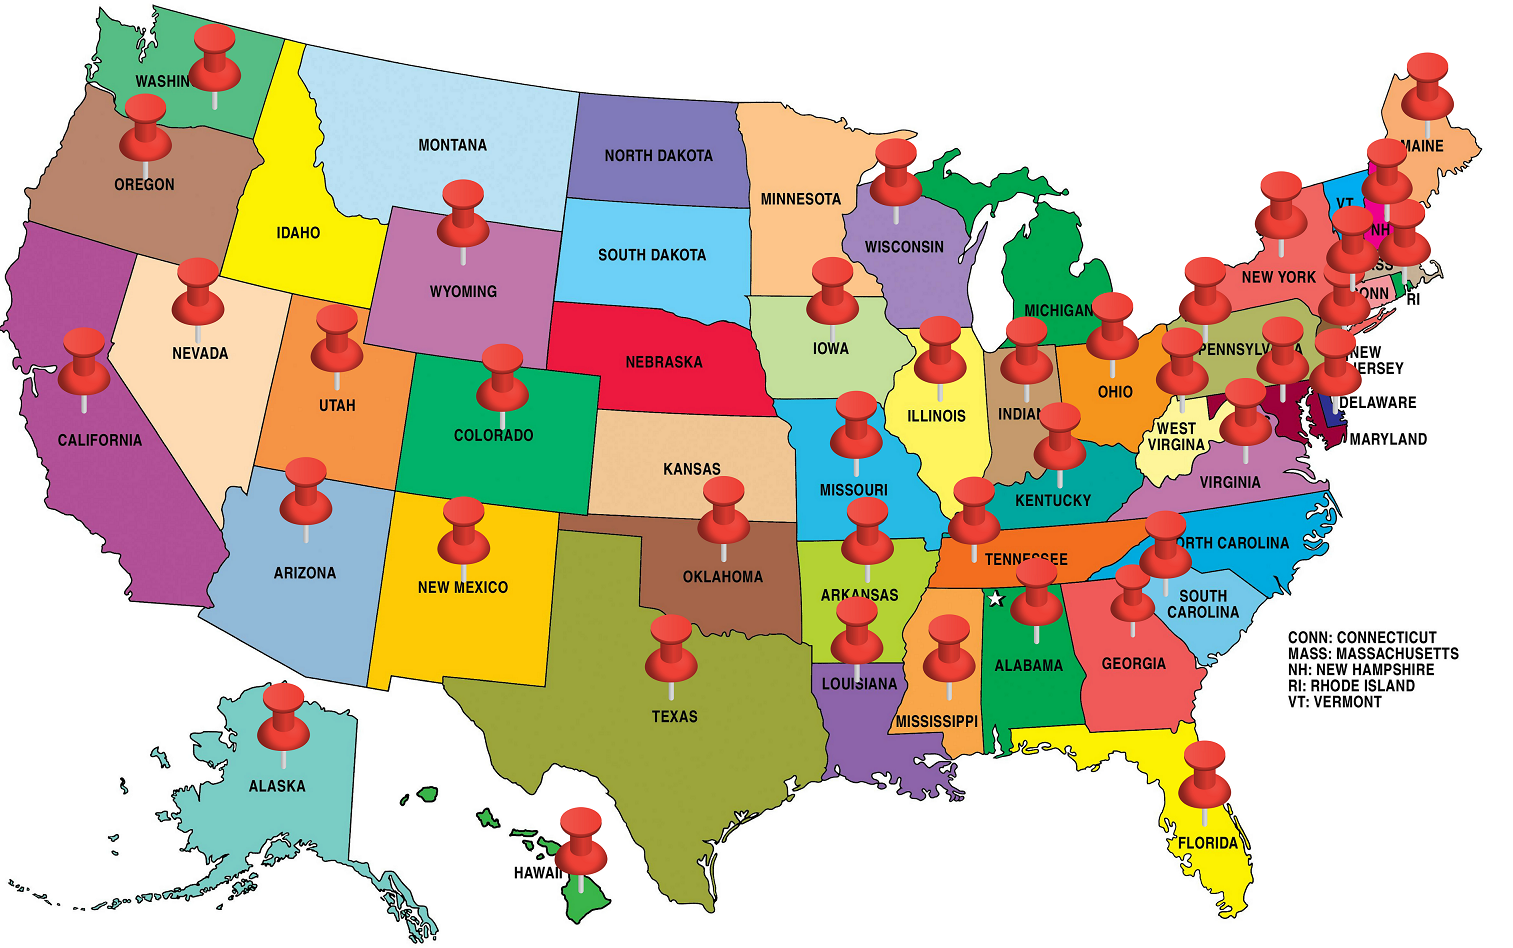 WASHIN
OREGON
MONTANA
IDAHO
NORTH DAKOTA
SOUTH DAKOTA
MINNESOTA
WISCONSIN
MICHIGAN
MAINE
VT
NH
NEW YORK
SS
ONN
RI
WYOMING
NEBRASKA
IOWA
NEVADA
UTAH
CALIFORNIA
COLORADO
KANSAS
ILLINOIS
INDIAN
OHIO
PENNSYLV
NEW
JERSEY
DELAWARE
MARYLAND
WEST
VIRGINA
VIRGINIA
KENTUCKY
MISSOURI
ARIZONA
NEW MEXICO
OKLAHOMA
ARKANSAS
TENNESSEE
ORTH CAROLINA
SOUTH
CAROLINA
TEXAS
LOUISIANA
MISSISSIPPI
ALABAMA
GEORGIA
FLORIDA
ALASKA
HAWAII
CONN: CONNECTICUT
MASS: MASSACHUSETTS
NH: NEW HAMPSHIRE
RI: RHODE ISLAND
VT: VERMONT